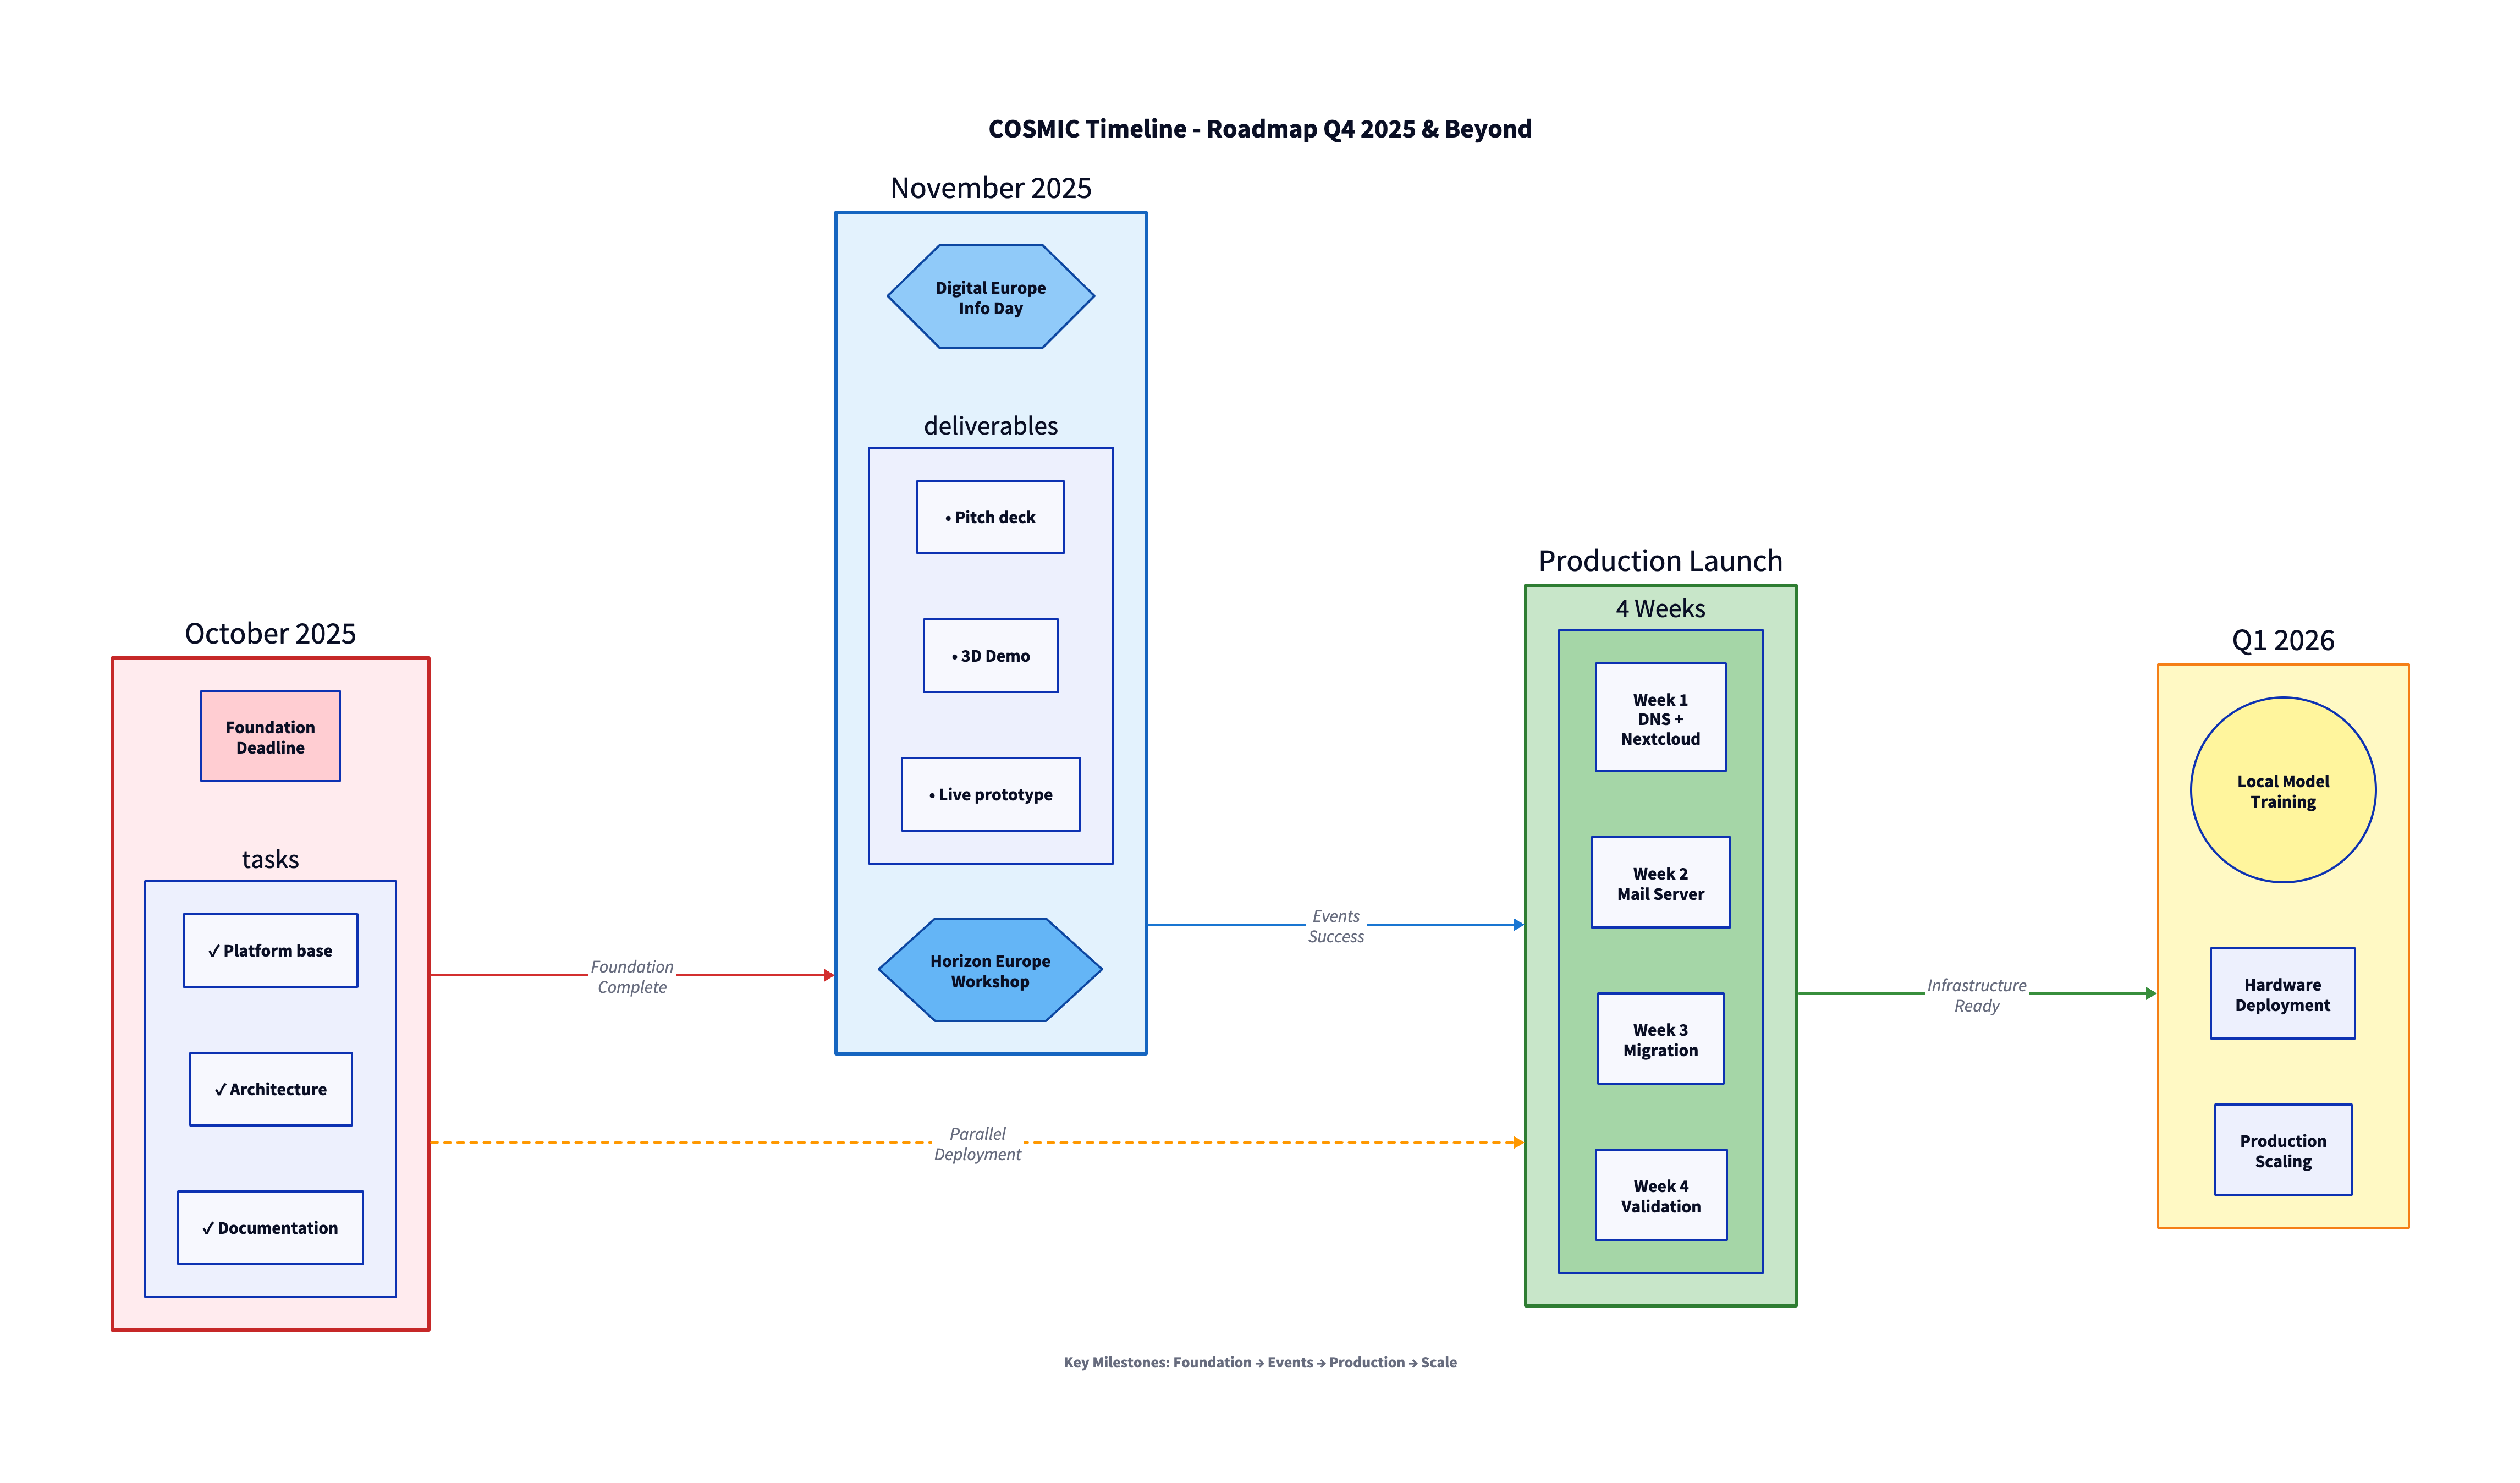 COSMIC Timeline - Roadmap Q4 2025 & Beyond
October 2025
Foundation
Deadline
tasks
✓ Platform base
✓ Architecture
✓ Documentation
Foundation
Complete
Parallel
Deployment
November 2025
Digital Europe
Info Day
deliverables
• Pitch deck
• 3D Demo
• Live prototype
Horizon Europe
Workshop
Events
Success
Production Launch
4 Weeks
Week 1
DNS +
Nextcloud
Week 2
Mail Server
Week 3
Migration
Week 4
Validation
Infrastructure
Ready
Q1 2026
Local Model
Training
Hardware
Deployment
Production
Scaling
Key Milestones: Foundation → Events → Production → Scale